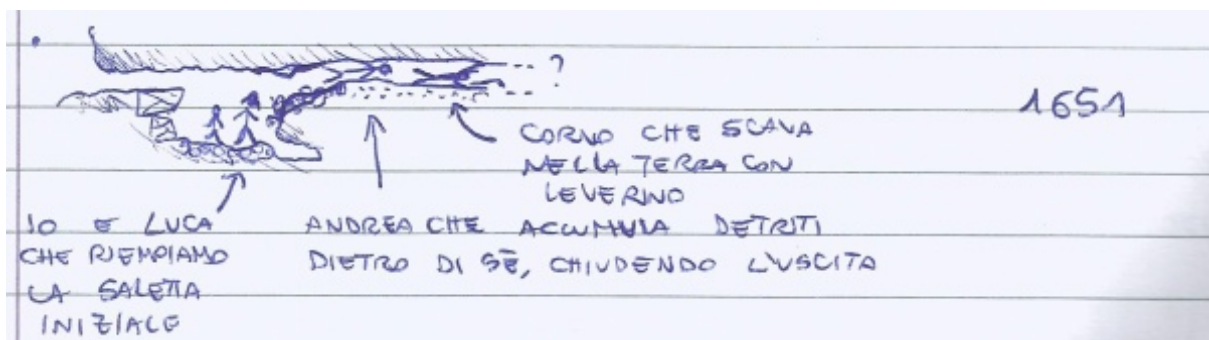 ?
1651
CORNO CHE SCAVA
NELLA TERRA CON
LEVERINO
IO E LUCA
CHE RIEMPIAMO
LA SALETTA
INIZIALE
ANDREA CHE ACCUMULA DETRITI
DIETRO DI SÈ, CHIUDENDO L'USCITA